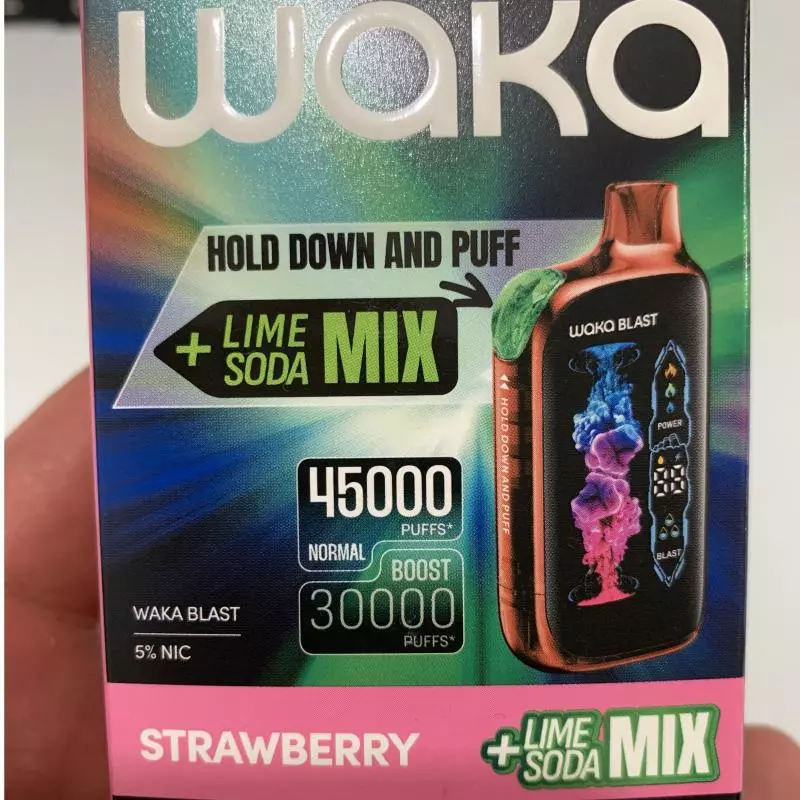 waka
HOLD DOWN AND PUFF
+ LIME SODA MIX
WAKA BLAST
HOLD DOWN AND PUFF
POWER
00
BLAST
45000
PUFFS*
NORMAL
BOOST
30000
PUFFS*
WAKA BLAST
5% NIC
STRAWBERRY
+LIME SODA MIX